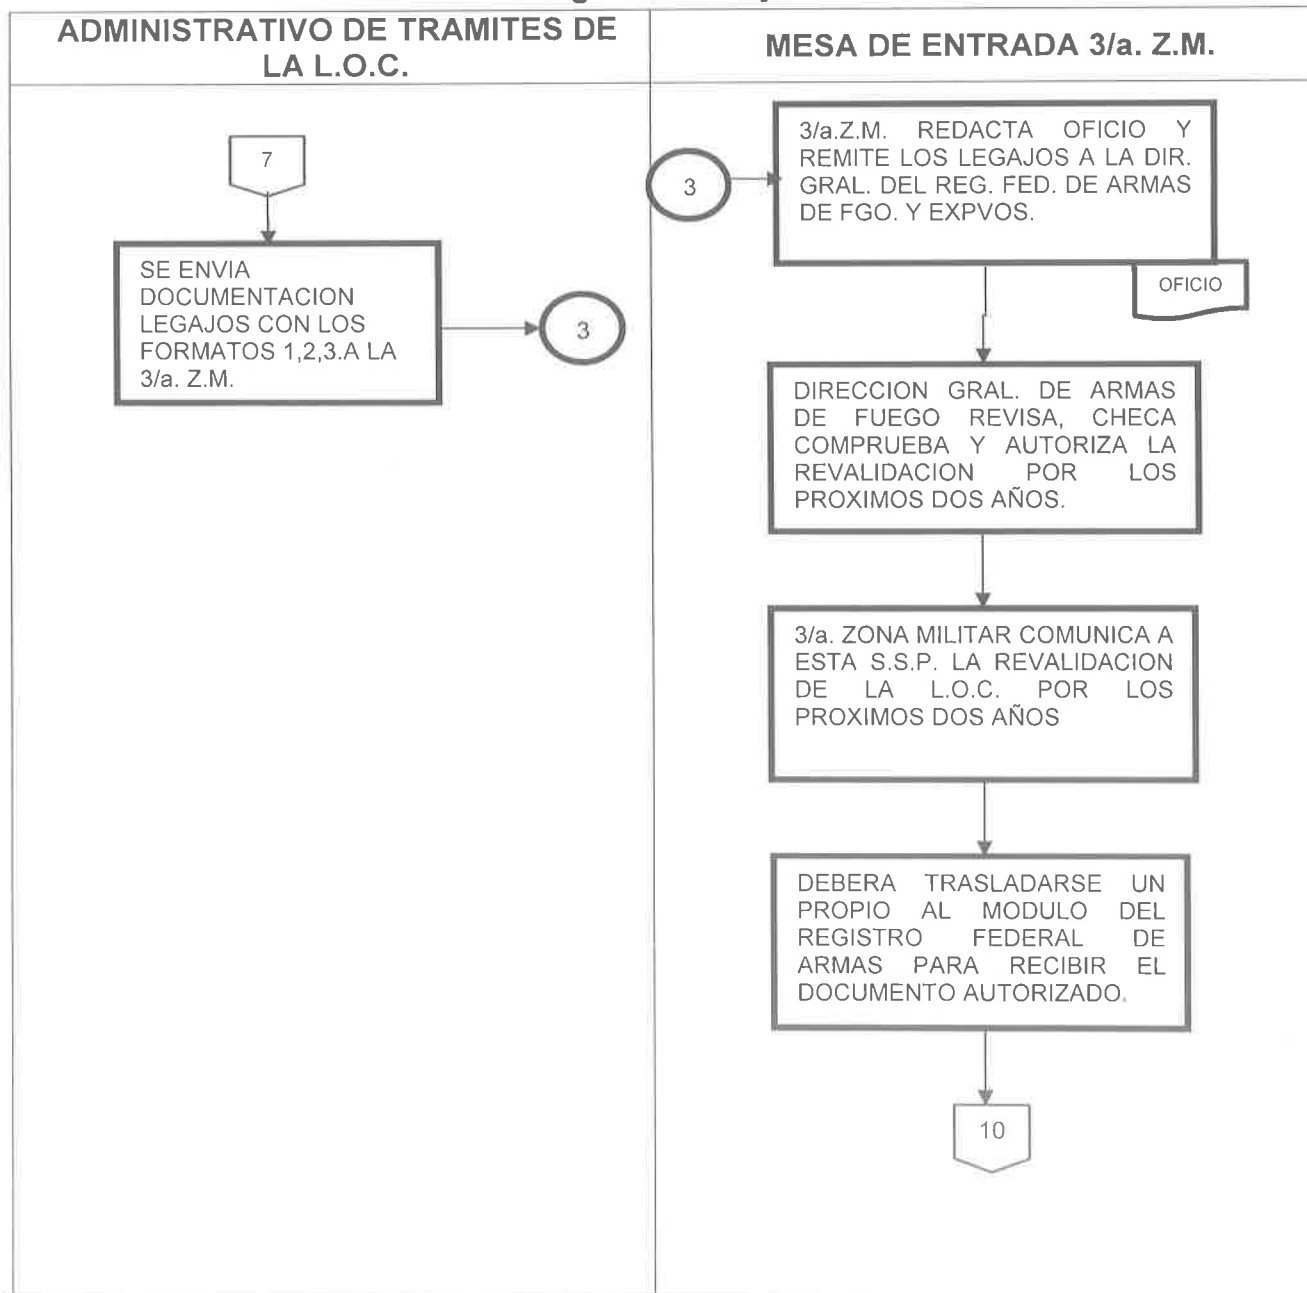 ADMINISTRATIVO DE TRAMITES DE
LA L.O.C.
MESA DE ENTRADA 3/a. Z.M.
7
SE ENVIA
DOCUMENTACION
LEGAJOS CON LOS
FORMATOS 1,2,3.A LA
3/a. Z.M.
3
3
3/a.Z.M. REDACTA OFICIO Y
REMITE LOS LEGAJOS A LA DIR.
GRAL. DEL REG. FED. DE ARMAS
DE FGO. Y EXPVOS.
OFICIO
DIRECCION GRAL. DE ARMAS
DE FUEGO REVISA, CHECA
COMPRUEBA Y AUTORIZA LA
REVALIDACION POR LOS
PROXIMOS DOS AÑOS.
3/a. ZONA MILITAR COMUNICA A
ESTA S.S.P. LA REVALIDACION
DE LA L.O.C. POR LOS
PROXIMOS DOS AÑOS
DEBERA TRASLADARSE UN
PROPIO AL MODULO DEL
REGISTRO FEDERAL DE
ARMAS PARA RECIBIR EL
DOCUMENTO AUTORIZADO.
10